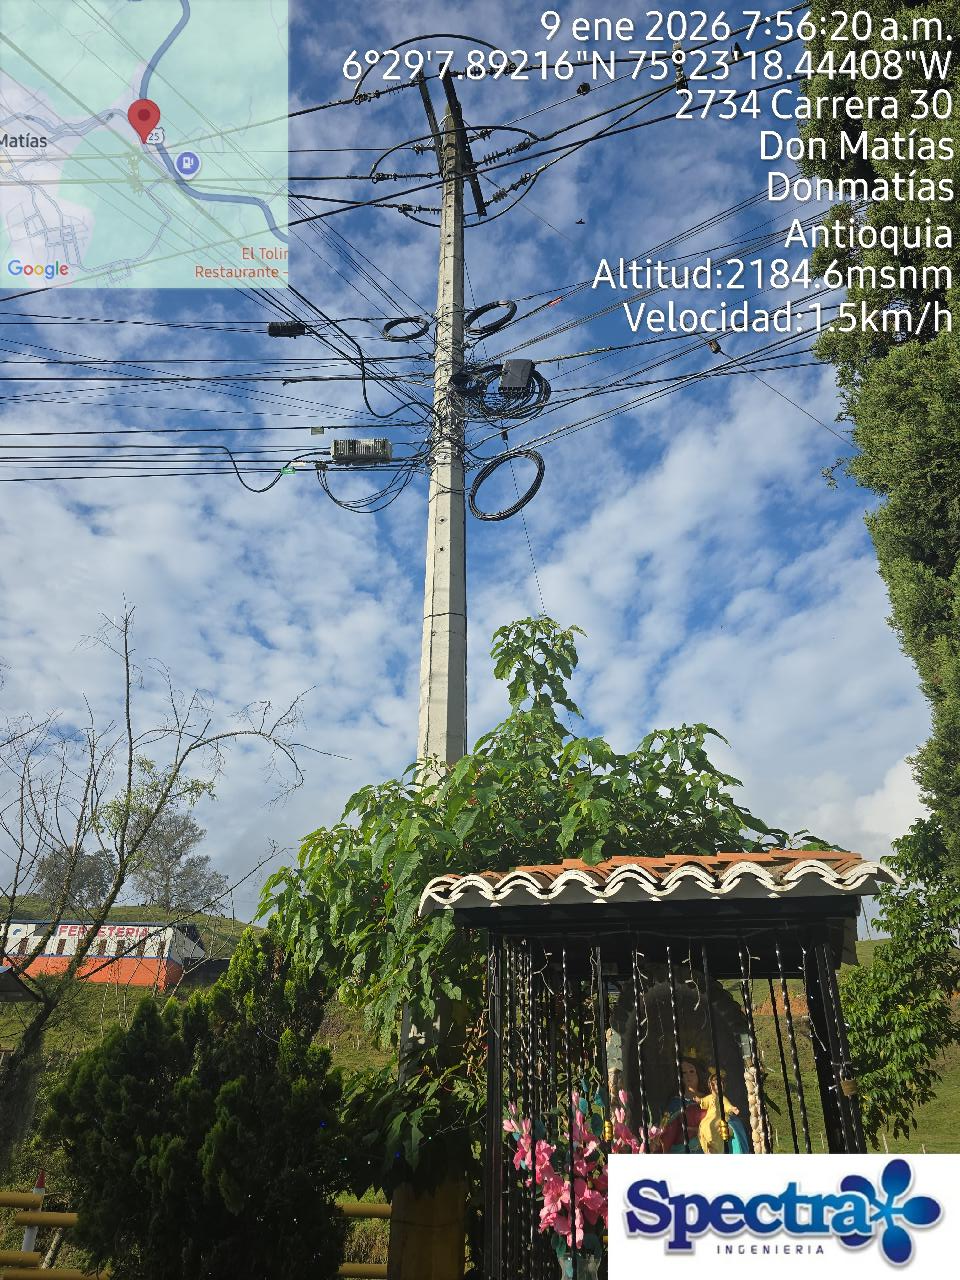 9 ene 2026 7:56:20 a.m.
6°29'7.89216"N 75°23'18.44408"W
2734 Carrera 30
Don Matías
Donmatías
Antioquia
Altitud:2184.6msnm
Velocidad:1.5km/h
Matías
25
El Tolir
Restaurante -
Google
FERRETERIA
Spectra
INGENIERIA